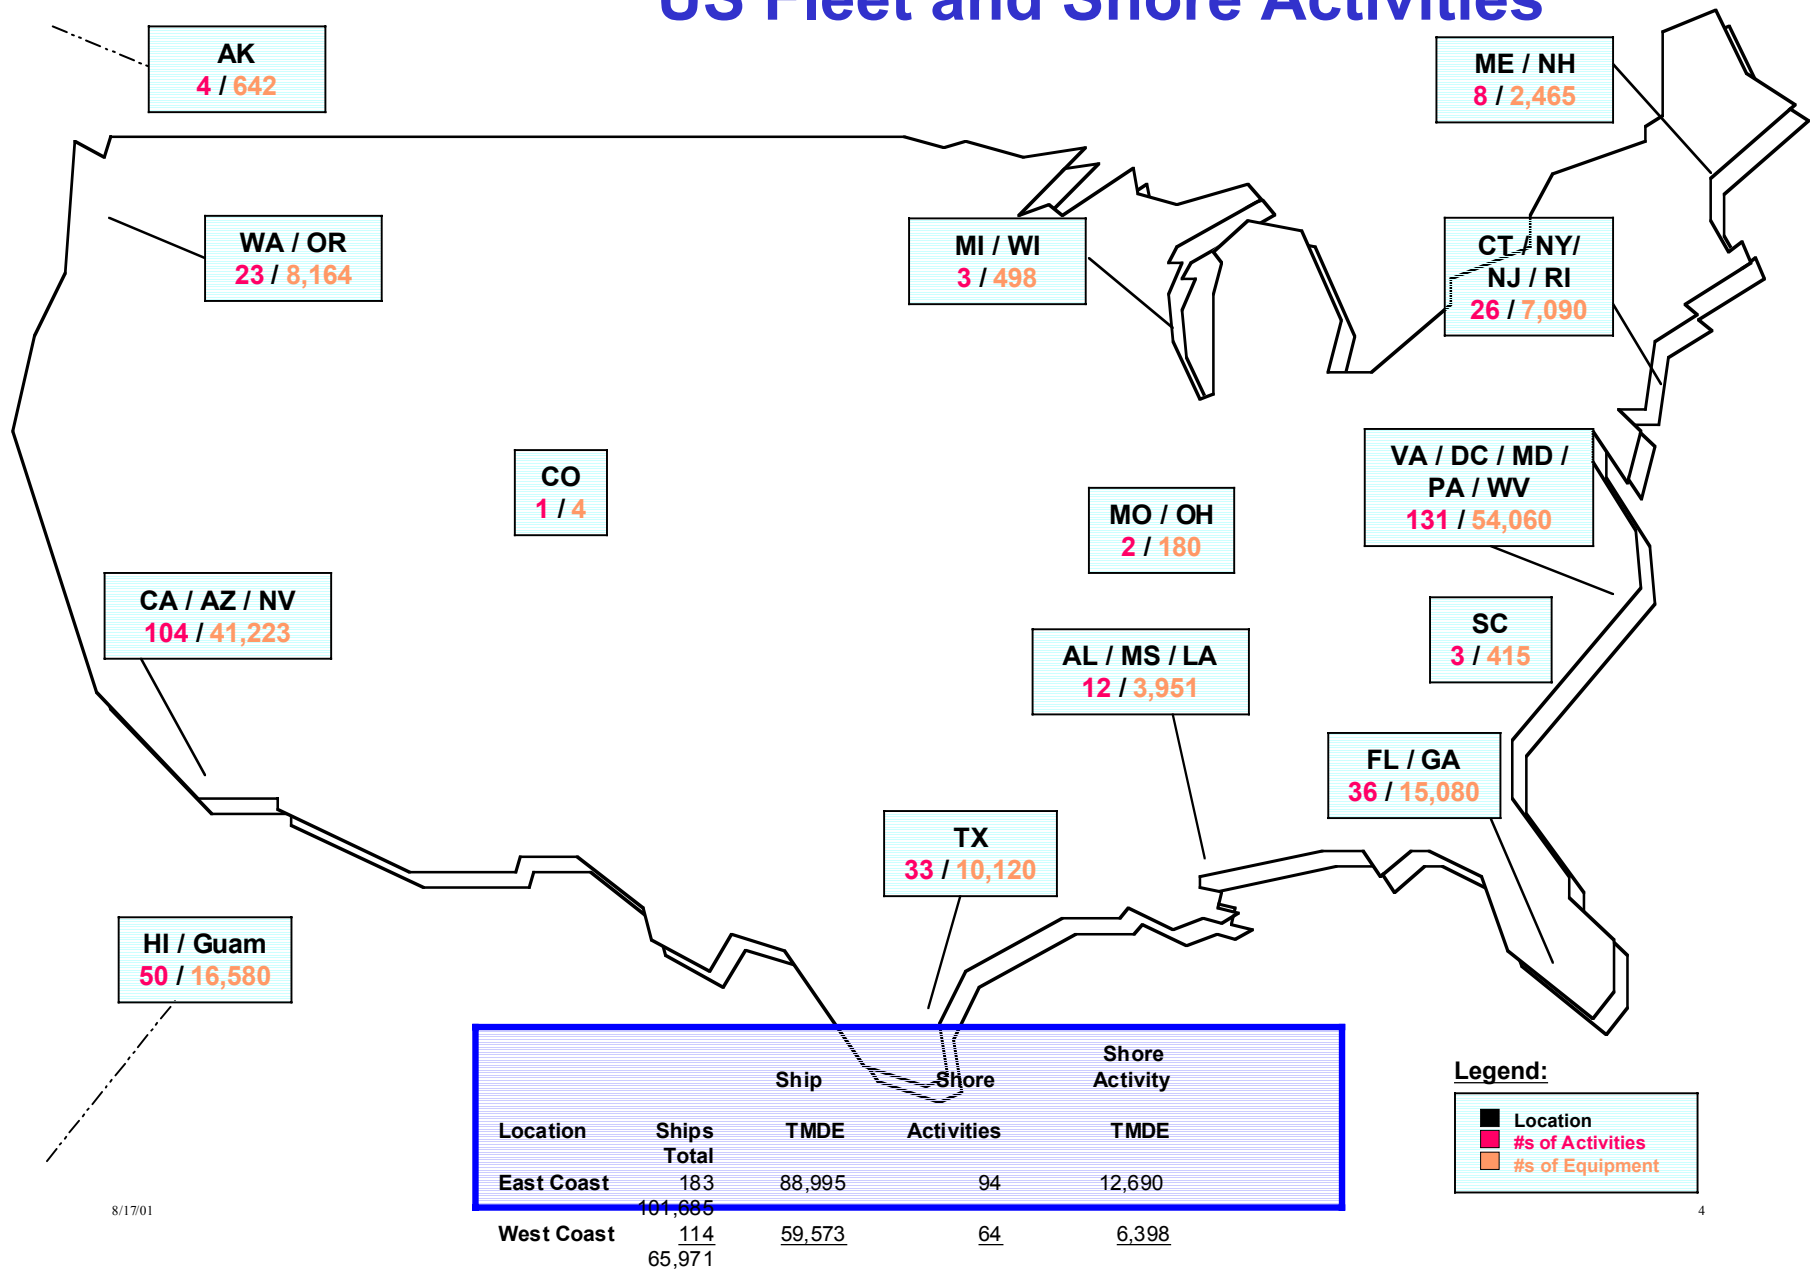 US Fleet and Shore Activities
AK
4 / 642
ME / NH
8 / 2,465
WA / OR
23 / 8,164
MI / WI
3 / 498
CT / NY/
NJ / RI
26 / 7,090
CO
1 / 4
MO / OH
2 / 180
VA / DC / MD /
PA / WV
131 / 54,060
CA / AZ / NV
104 / 41,223
SC
3 / 415
AL / MS / LA
12 / 3,951
FL / GA
36 / 15,080
TX
33 / 10,120
HI / Guam
50 / 16,580
Shore
Ship Shore Activity
Location Ships TMDE Activities TMDE
Total
East Coast 183 88,995 94 12,690
101,685
West Coast 114 59,573 64 6,398
65,971
Legend:
Location
#s of Activities
#s of Equipment
8/17/01
4